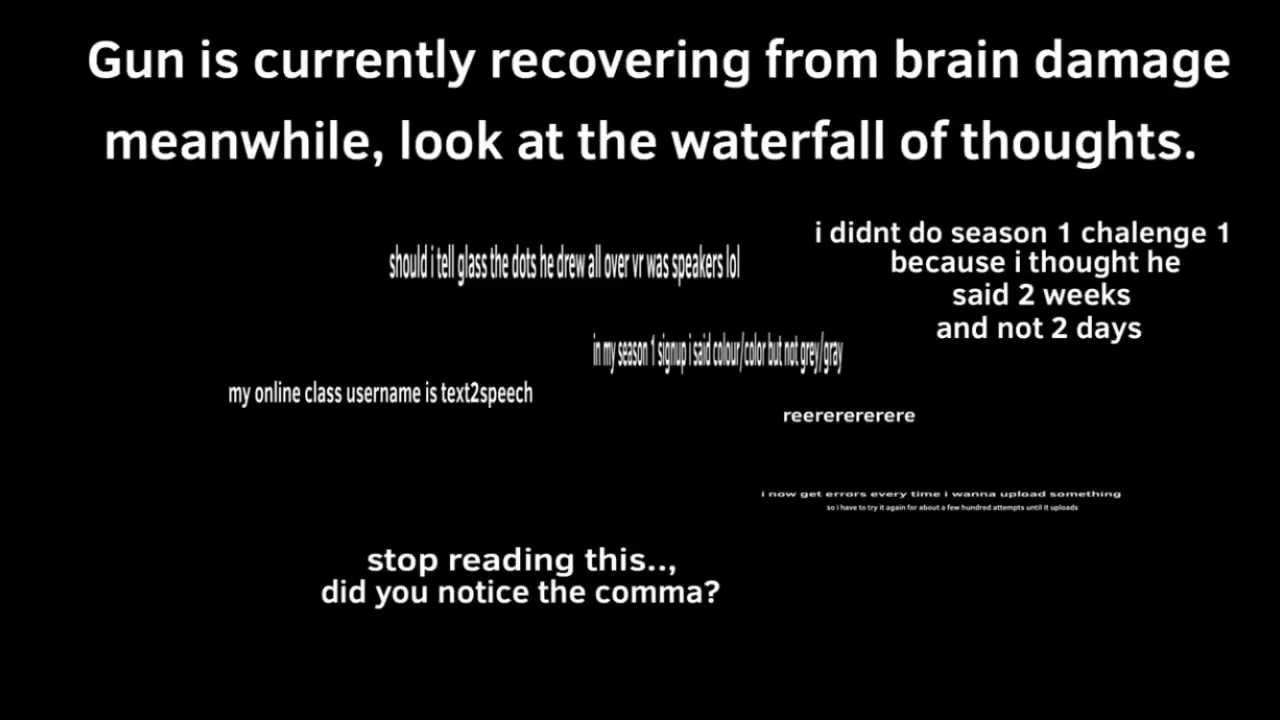 Gun is currently recovering from brain damage
meanwhile, look at the waterfall of thoughts.
i didnt do season 1 chalenge 1
because i thought he
said 2 weeks
and not 2 days
should i tell glass the dots he drew all over vr was speakers lol
in my season 1 signup i said colour/color but not grey/gray
my online class username is text2speech
reerererererere
i now get errors every time i wanna upload something
so i have to try it again for about a few hundred attempts until it uploads
stop reading this..,
did you notice the comma?